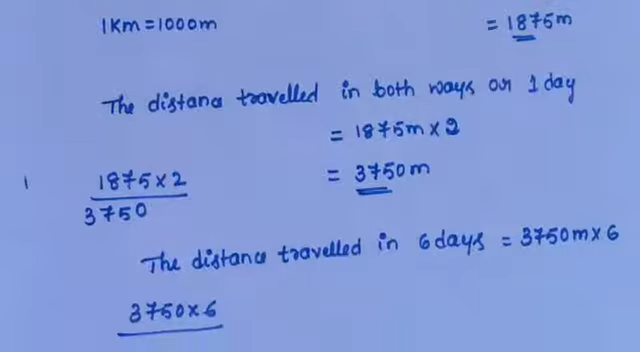 1Km = 1000m
= 1875m
The distance travelled in both ways or 1 day
= 1875m × 2
1875 × 2
= 3750m
3750
The distance travelled in 6 days = 3750m × 6
3750 × 6